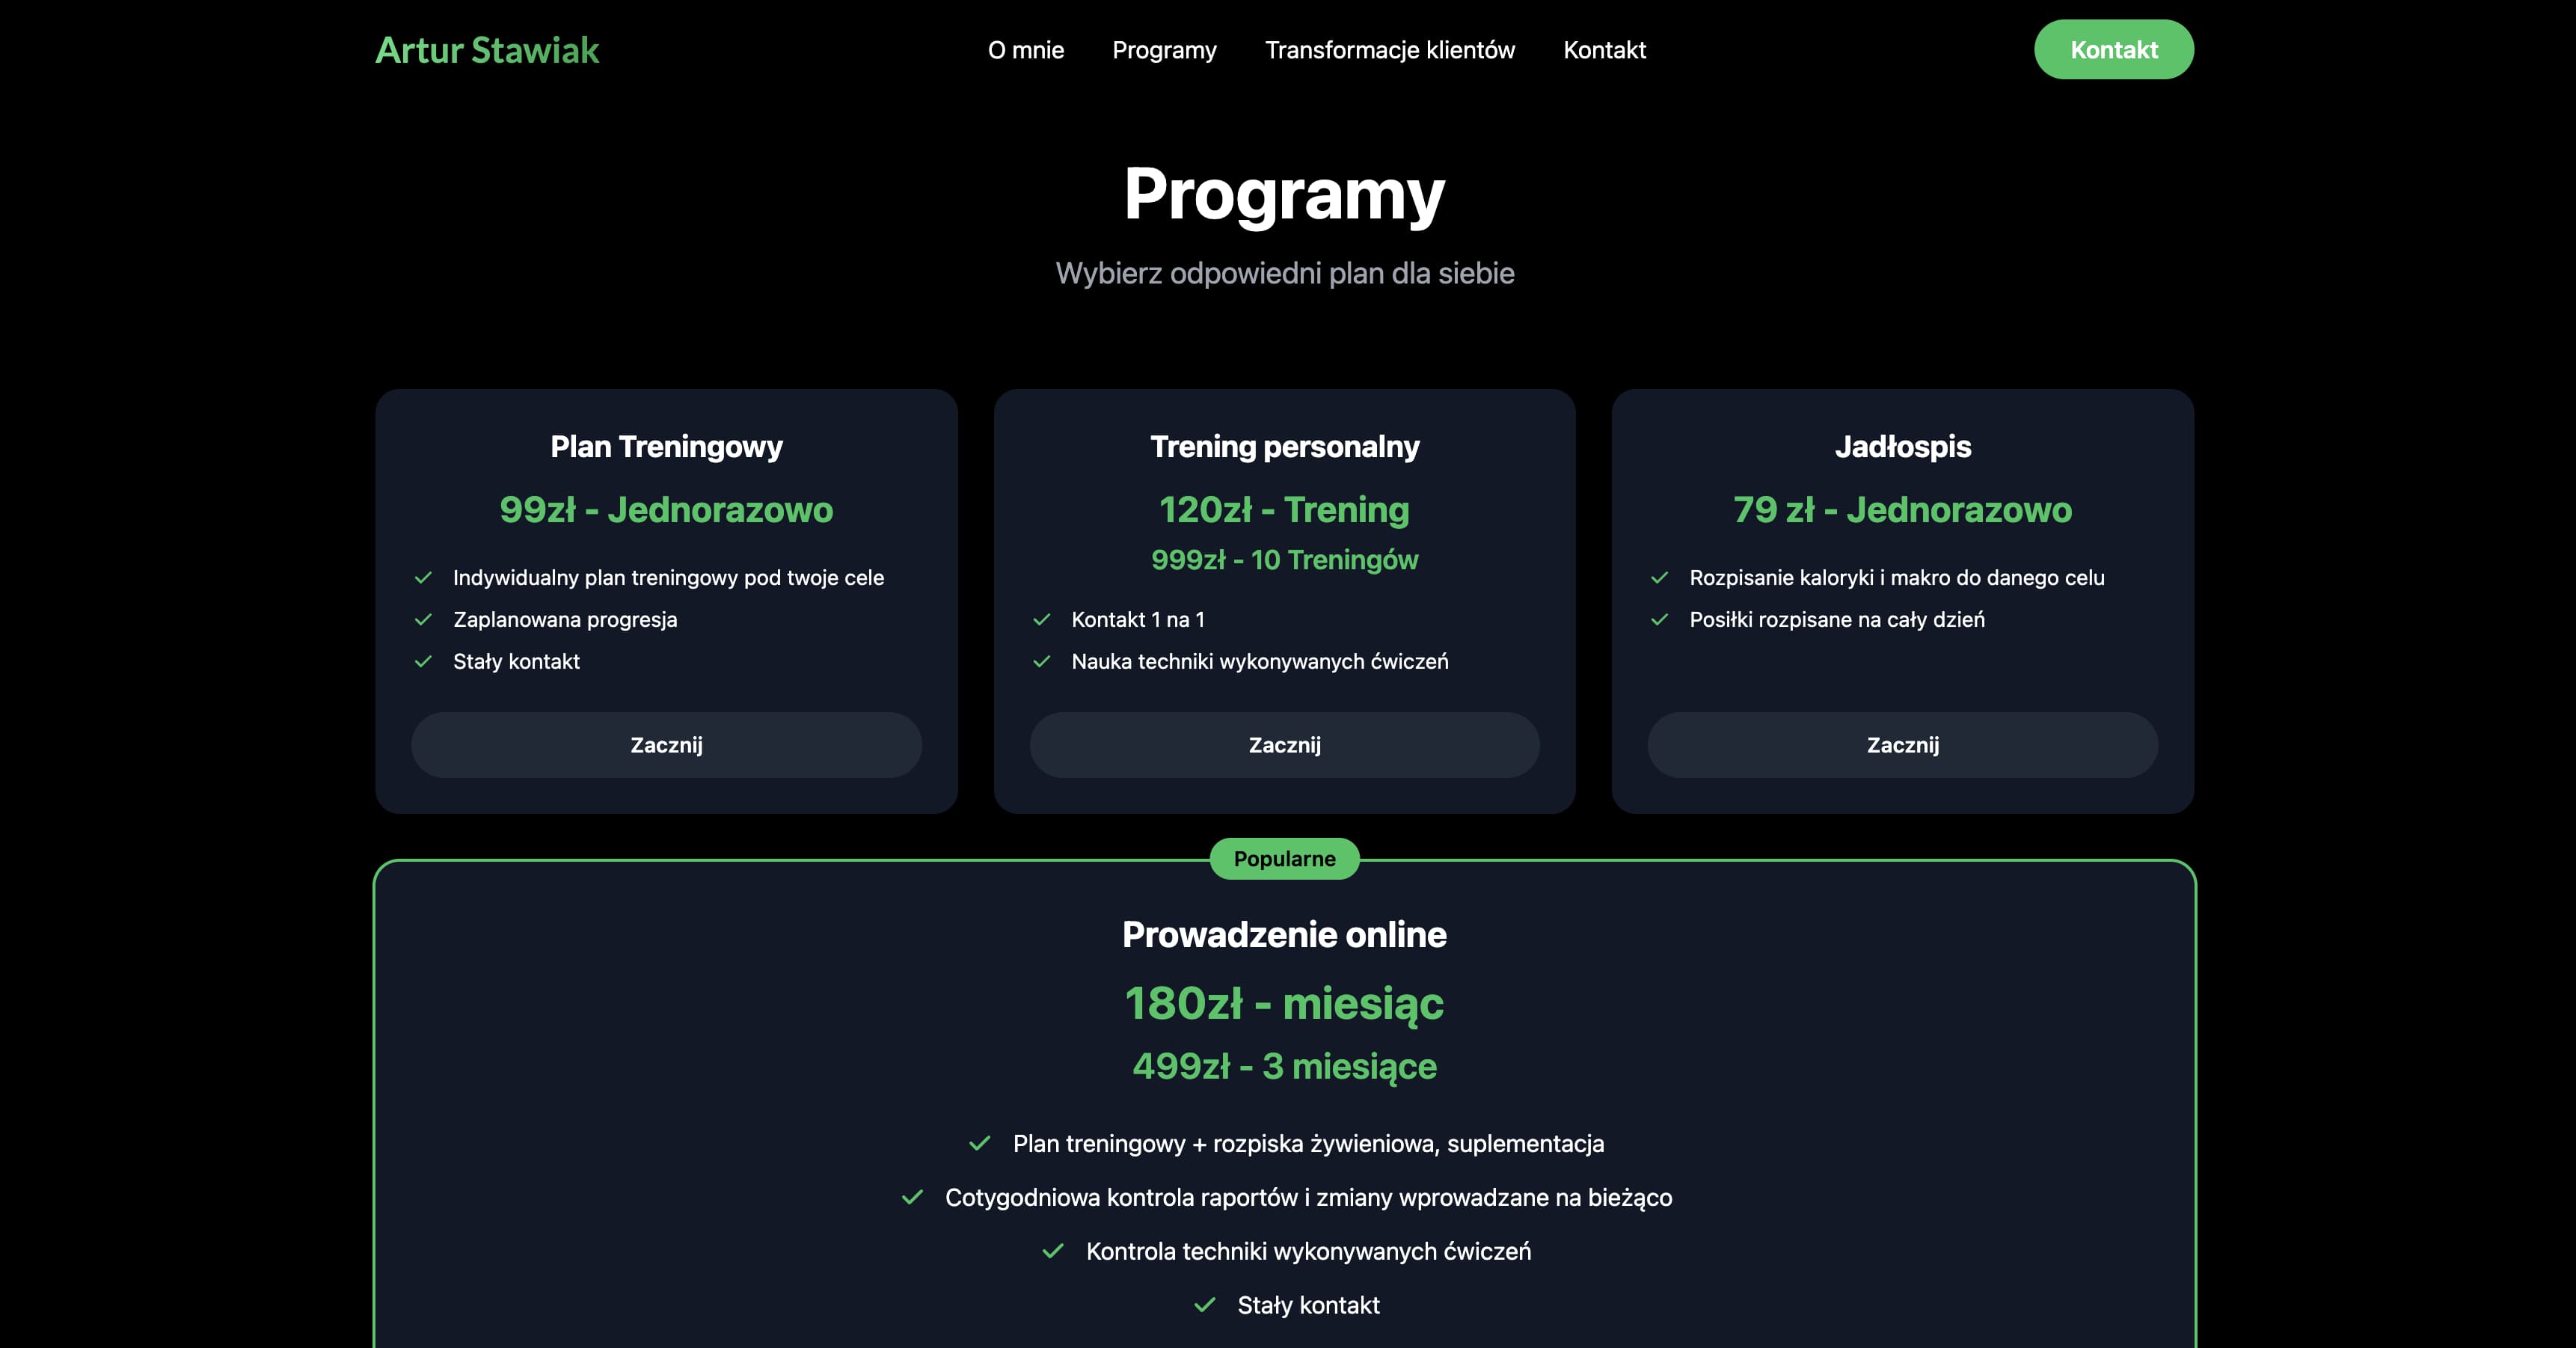 Artur Stawiak
O mnie
Programy
Transformacje klientów
Kontakt
Kontakt
Programy
Wybierz odpowiedni plan dla siebie
Plan Treningowy
99zł - Jednorazowo
Indywidualny plan treningowy pod twoje cele
Zaplanowana progresja
Stały kontakt
Zacznij
Trening personalny
120zł - Trening
999zł - 10 Treningów
Kontakt 1 na 1
Nauka techniki wykonywanych ćwiczeń
Zacznij
Jadłospis
79 zł - Jednorazowo
Rozpisanie kaloryki i makro do danego celu
Posiłki rozpisane na cały dzień
Zacznij
Popularne
Prowadzenie online
180zł - miesiąc
499zł - 3 miesiące
Plan treningowy + rozpiska żywieniowa, suplementacja
Cotygodniowa kontrola raportów i zmiany wprowadzane na bieżąco
Kontrola techniki wykonywanych ćwiczeń
Stały kontakt